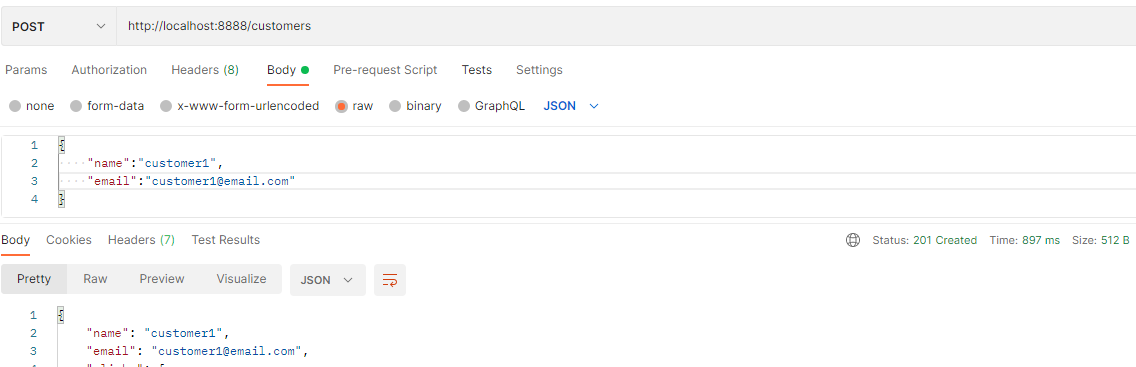 POST http://localhost:8888/customers
Params Authorization Headers (8) Body Pre-request Script Tests Settings
none form-data x-www-form-urlencoded raw binary GraphQL JSON
1 {
2 "name":"customer1",
3 "email":"customer1@email.com"
4 }
Body Cookies Headers (7) Test Results Status: 201 Created Time: 897 ms Size: 512 B
Pretty Raw Preview Visualize JSON
1 {
2 "name": "customer1",
3 "email": "customer1@email.com",